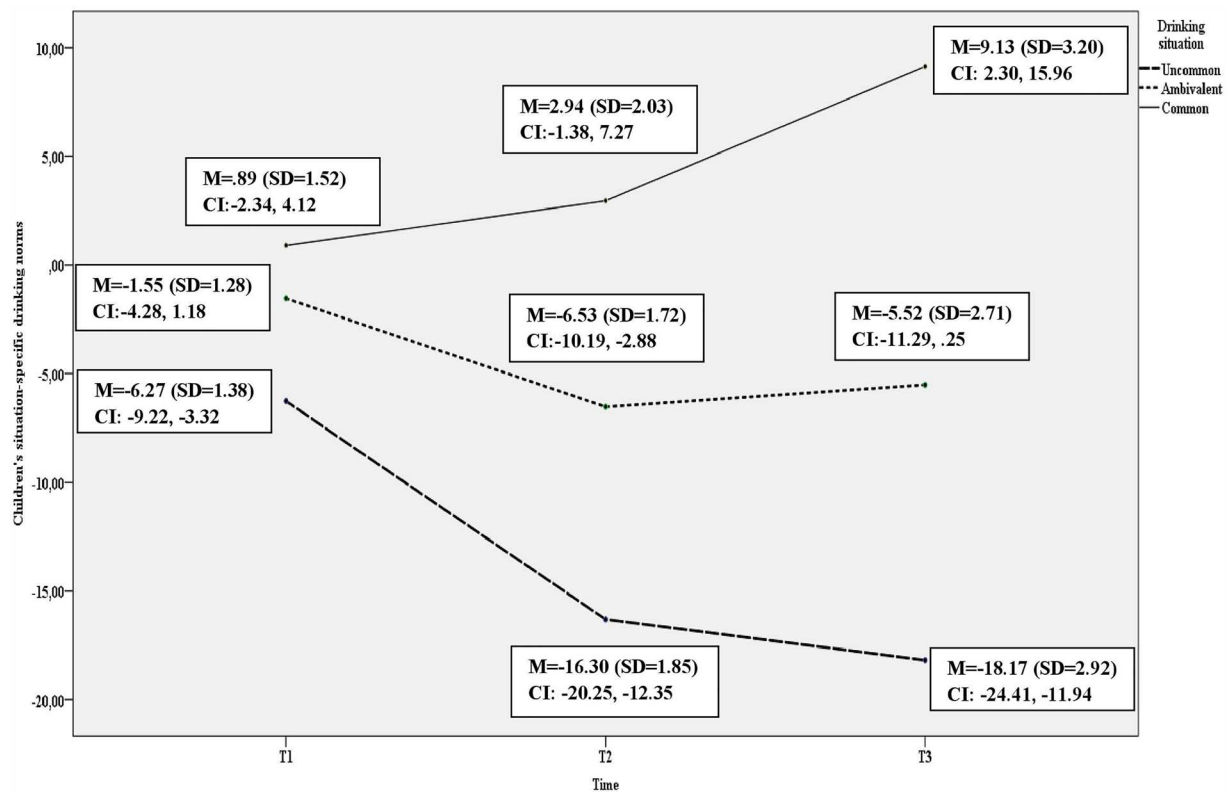 Drinking
situation
Uncommon
Ambivalent
Common
Children's situation-specific drinking norms
10,00
5,00
,00
-5,00
-10,00
-15,00
-20,00
M=9.13 (SD=3.20)
CI: 2.30, 15.96
M=2.94 (SD=2.03)
CI:-1.38, 7.27
M=.89 (SD=1.52)
CI:-2.34, 4.12
M=-1.55 (SD=1.28)
CI:-4.28, 1.18
M=-6.53 (SD=1.72)
CI:-10.19, -2.88
M=-5.52 (SD=2.71)
CI:-11.29, .25
M=-6.27 (SD=1.38)
CI: -9.22, -3.32
M=-16.30 (SD=1.85)
CI: -20.25, -12.35
M=-18.17 (SD=2.92)
CI: -24.41, -11.94
T1
T2
T3
Time